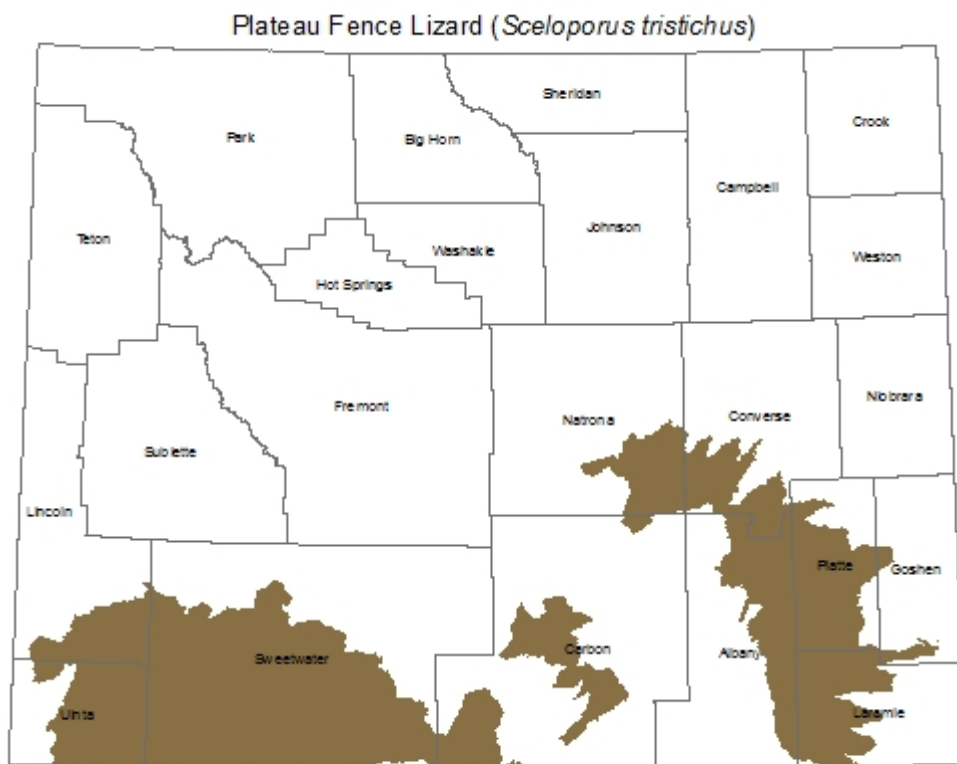 Plateau Fence Lizard (Sceloporus tristichus)
Sheridan
Crook
Park
Big Horn
Campbell
Johnson
Teton
Washakie
Weston
Hot Springs
Fremont
Niobrara
Natrona
Converse
Sublette
Lincoln
Platte
Goshen
Sweetwater
Carbon
Albany
Uinta
Laramie